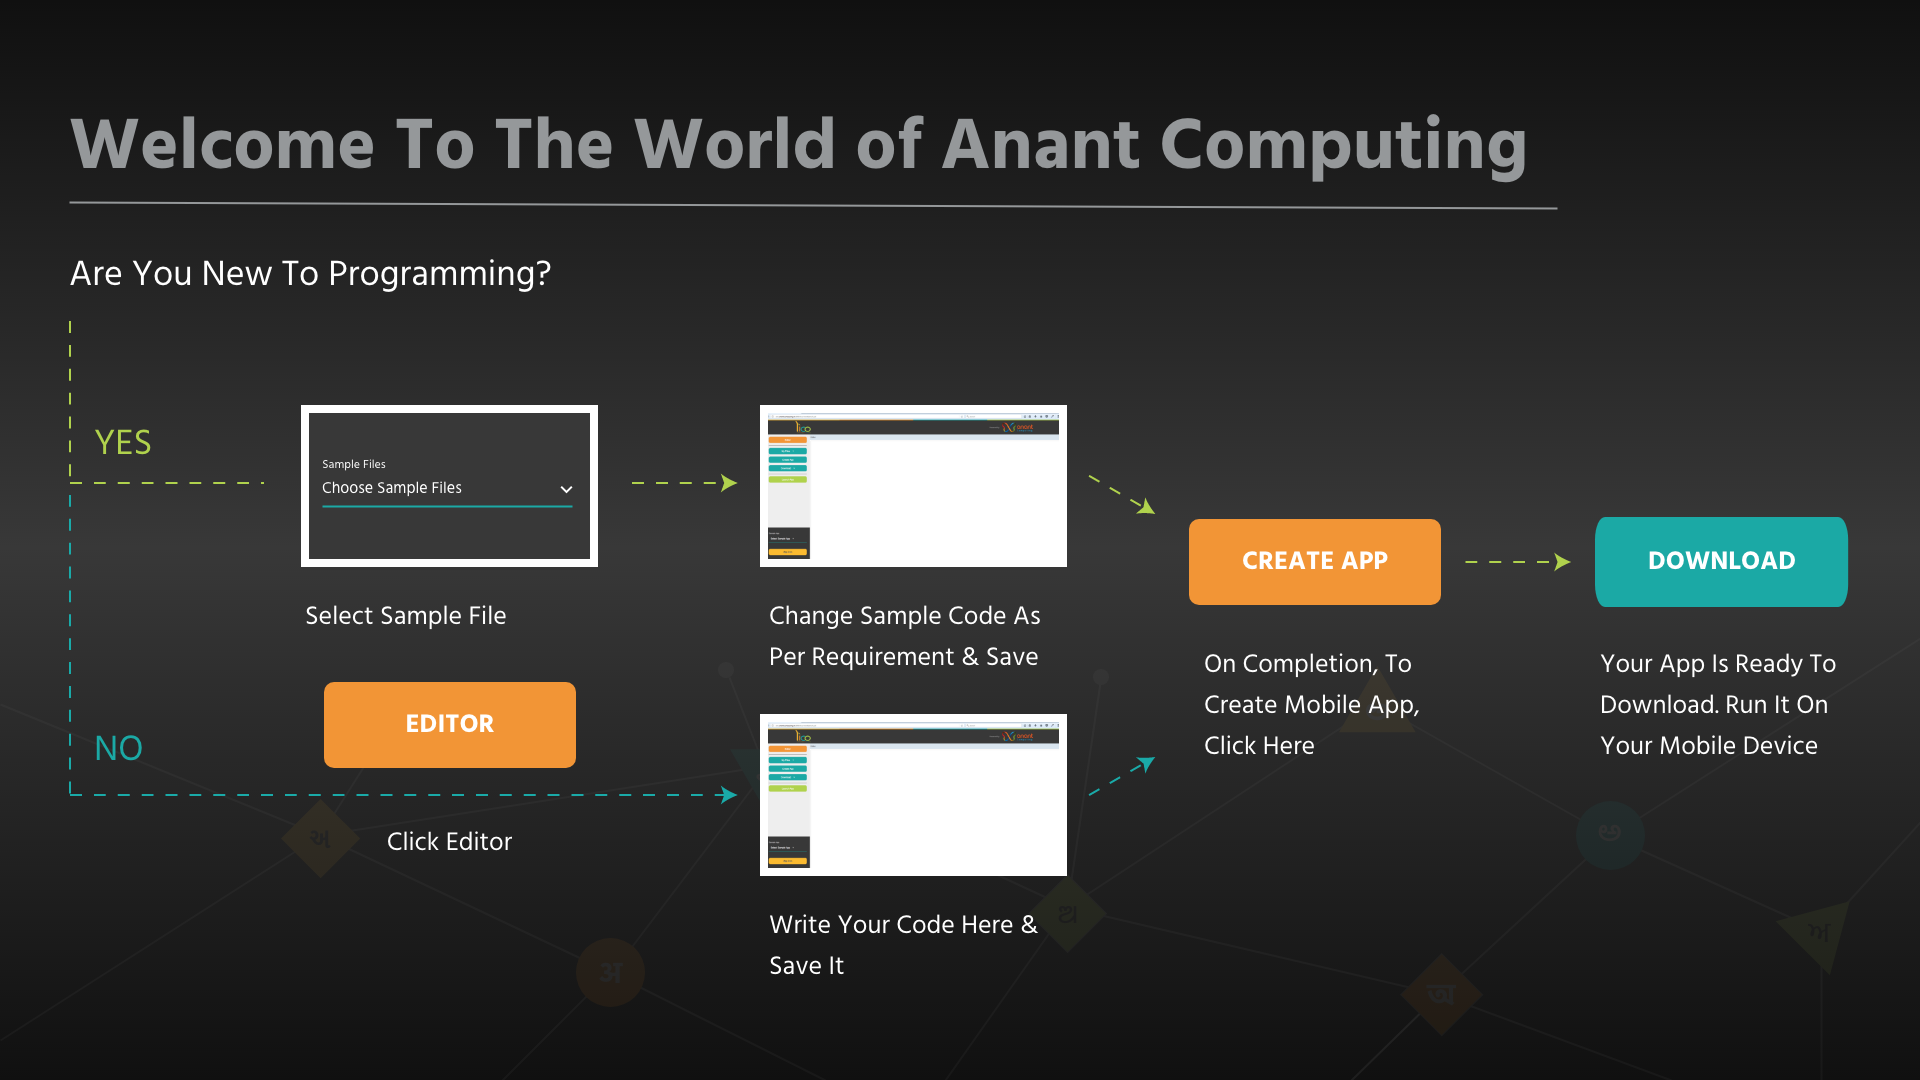 Welcome To The World of Anant Computing
Are You New To Programming?
YES
Sample Files
Choose Sample Files
Select Sample File
Change Sample Code As
Per Requirement & Save
CREATE APP
On Completion, To
Create Mobile App,
Click Here
DOWNLOAD
Your App Is Ready To
Download. Run It On
Your Mobile Device
NO
EDITOR
Click Editor
Write Your Code Here &
Save It
અ
अ
অ